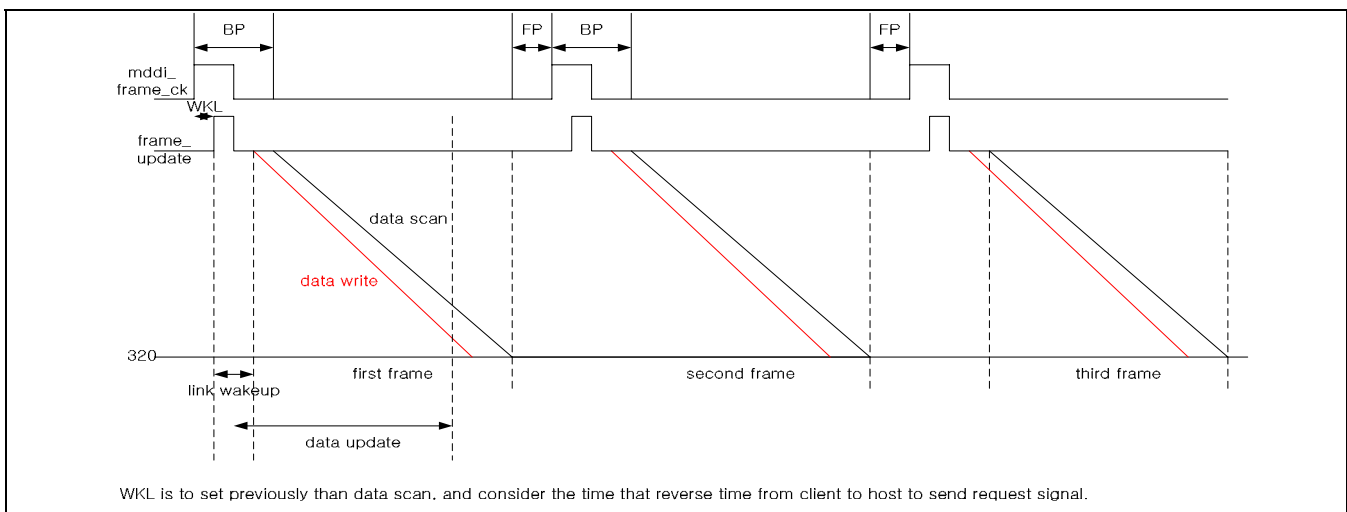 BP FP BP FP
mddi_
frame_ck
WKL
frame_
update
data scan
data write
320
first frame second frame third frame
link wakeup
data update
WKL is to set previously than data scan, and consider the time that reverse time from client to host to send request signal.